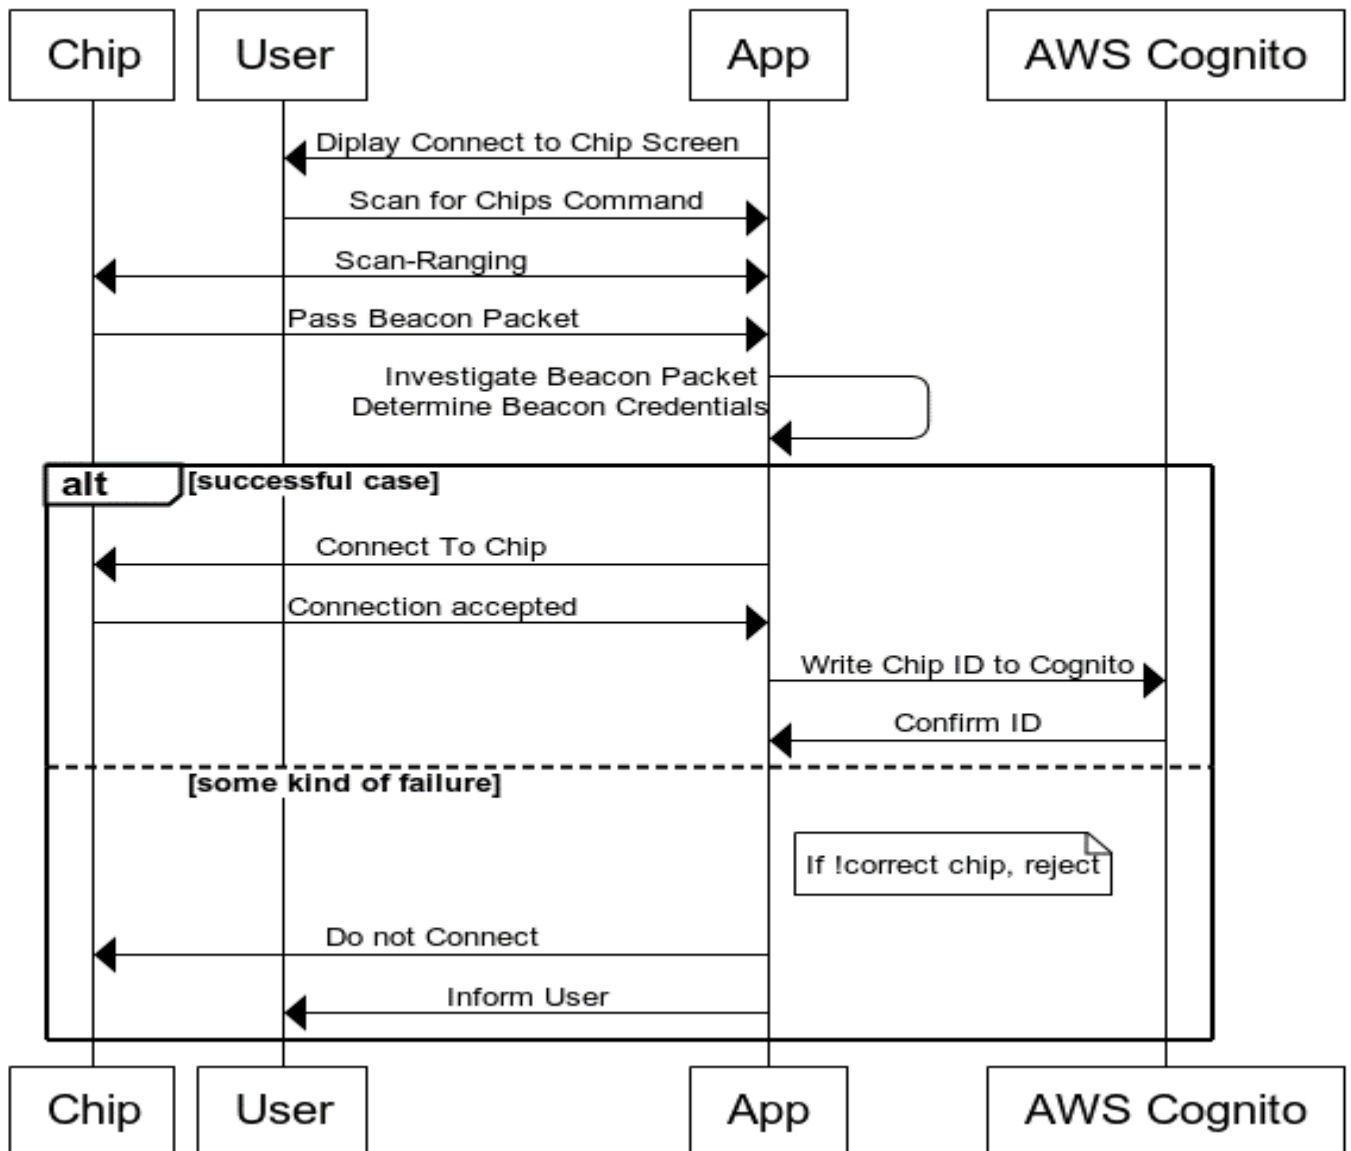 Chip
User
App
AWS Cognito
Diplay Connect to Chip Screen
Scan for Chips Command
Scan-Ranging
Pass Beacon Packet
Investigate Beacon Packet
Determine Beacon Credentials
alt
[successful case]
Connect To Chip
Connection accepted
Write Chip ID to Cognito
Confirm ID
[some kind of failure]
If !correct chip, reject
Do not Connect
Inform User
Chip
User
App
AWS Cognito